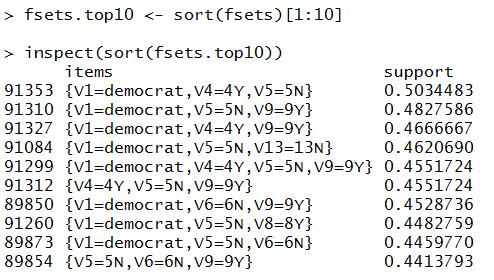 > fsets.top10 <- sort(fsets)[1:10]
> inspect(sort(fsets.top10))
items support
91353 {V1=democrat,V4=4Y,V5=5N} 0.5034483
91310 {V1=democrat,V5=5N,V9=9Y} 0.4827586
91327 {V1=democrat,V4=4Y,V9=9Y} 0.4666667
91084 {V1=democrat,V5=5N,V13=13N} 0.4620690
91299 {V1=democrat,V4=4Y,V5=5N,V9=9Y} 0.4551724
91312 {V4=4Y,V5=5N,V9=9Y} 0.4551724
89850 {V1=democrat,V6=6N,V9=9Y} 0.4528736
91260 {V1=democrat,V5=5N,V8=8Y} 0.4482759
89873 {V1=democrat,V5=5N,V6=6N} 0.4459770
89854 {V5=5N,V6=6N,V9=9Y} 0.4413793